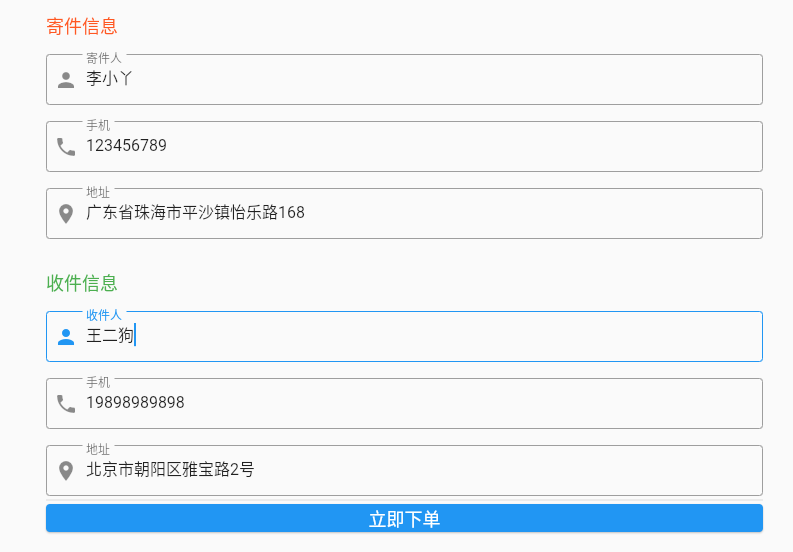 寄件信息
寄件人
李小丫
手机
123456789
地址
广东省珠海市平沙镇怡乐路168
收件信息
收件人
王二狗
手机
19898989898
地址
北京市朝阳区雅宝路2号
立即下单